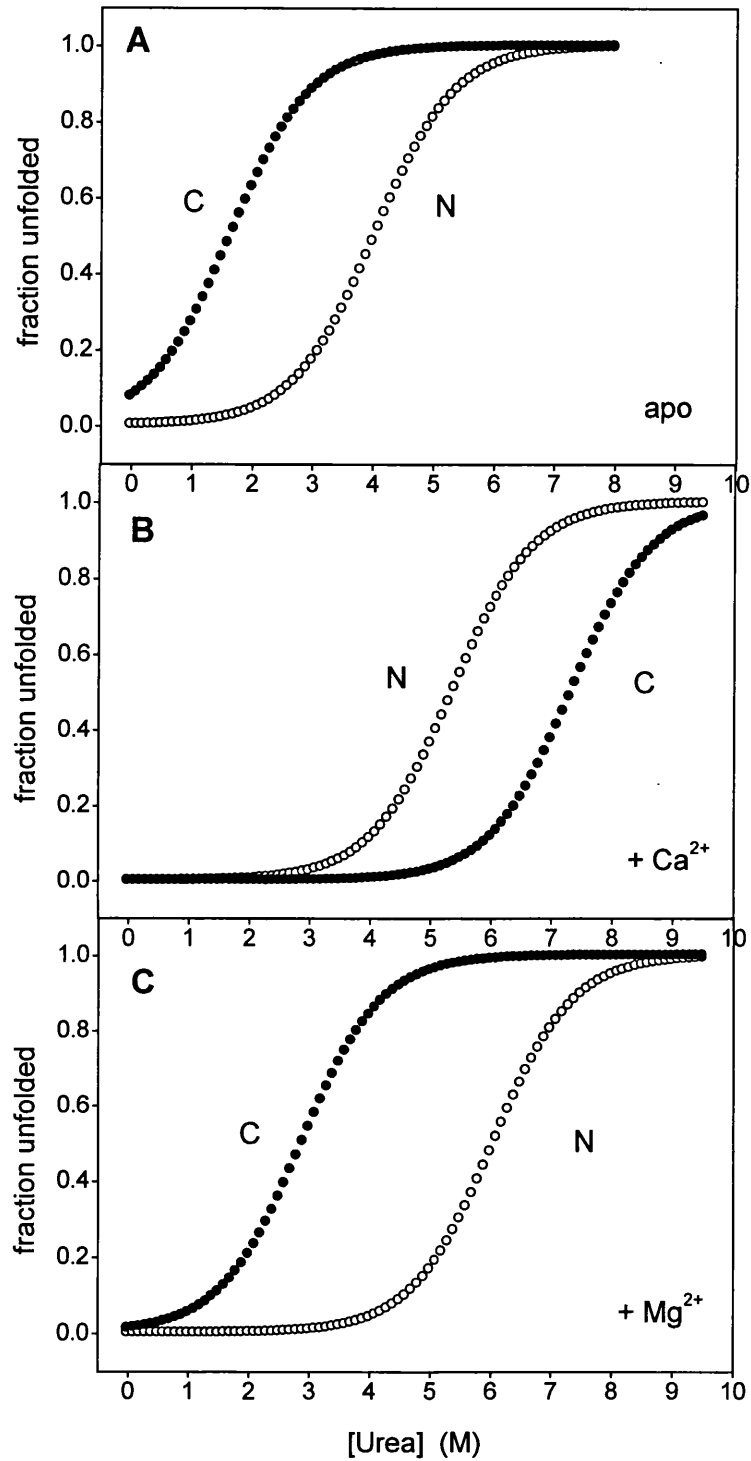 A
1.0
0.8
0.6
0.4
0.2
0.0
fraction unfolded
C
N
apo
0 1 2 3 4 5 6 7 8 9 10
B
1.0
0.8
0.6
0.4
0.2
0.0
fraction unfolded
N
C
+ Ca²⁺
0 1 2 3 4 5 6 7 8 9 10
C
1.0
0.8
0.6
0.4
0.2
0.0
fraction unfolded
C
N
+ Mg²⁺
0 1 2 3 4 5 6 7 8 9 10
[Urea] (M)